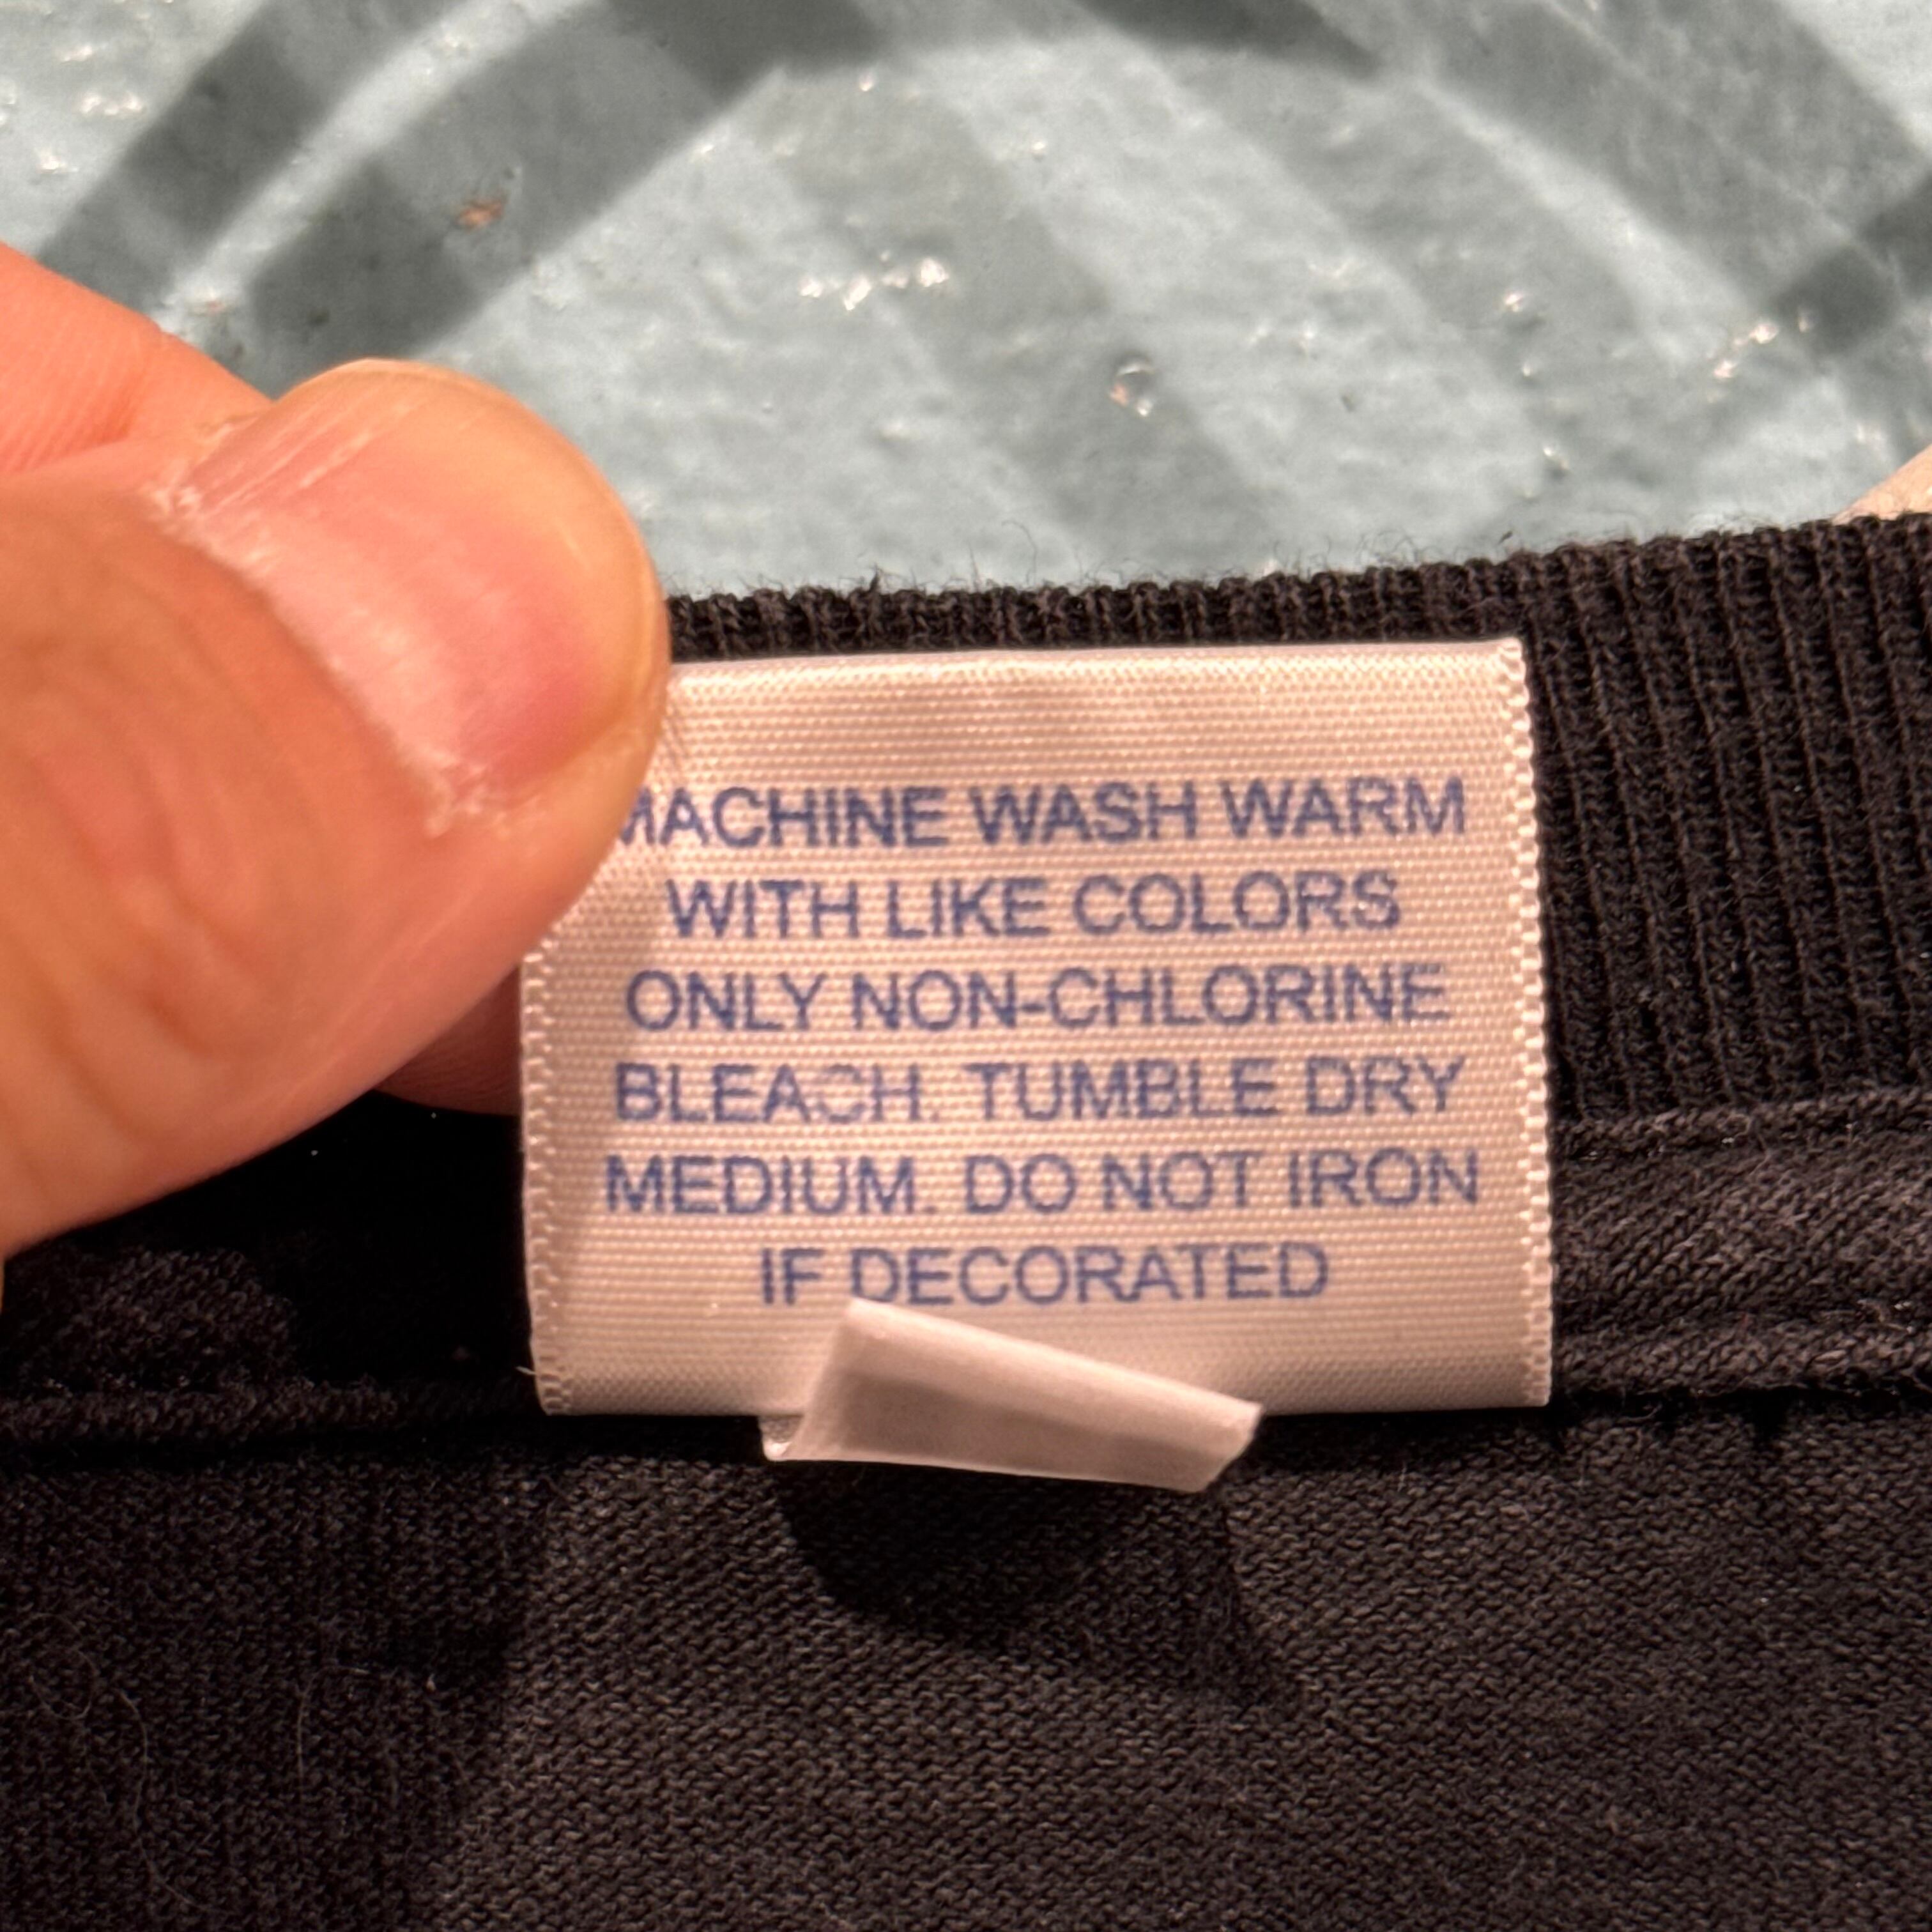 MACHINE WASH WARM
WITH LIKE COLORS
ONLY NON-CHLORINE
BLEACH. TUMBLE DRY
MEDIUM. DO NOT IRON
IF DECORATED